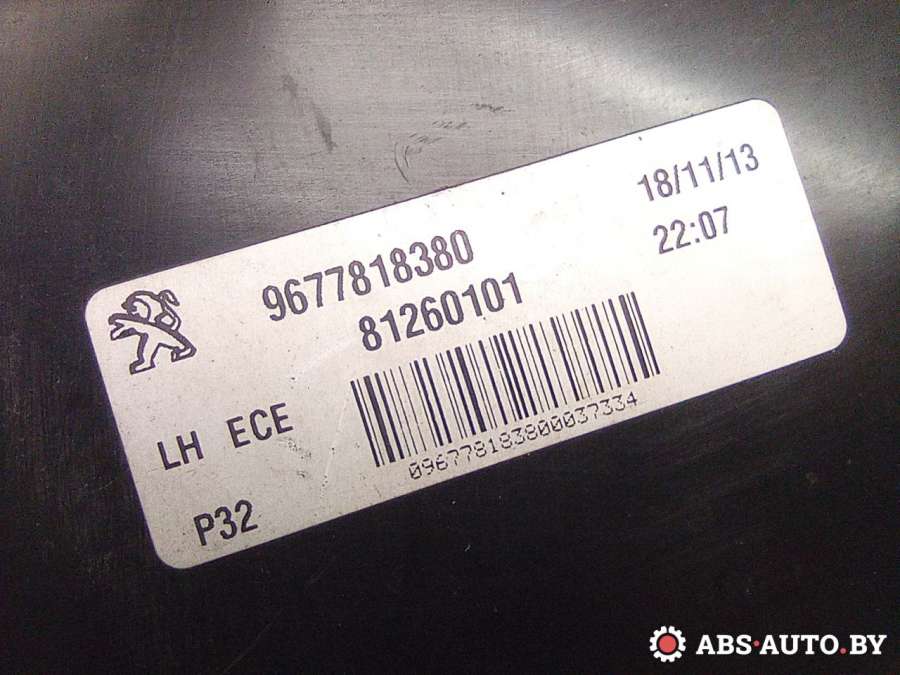 18/11/13
22:07
9677818380
81260101
LH ECE
096778183800037334
P32
ABS-AUTO.BY